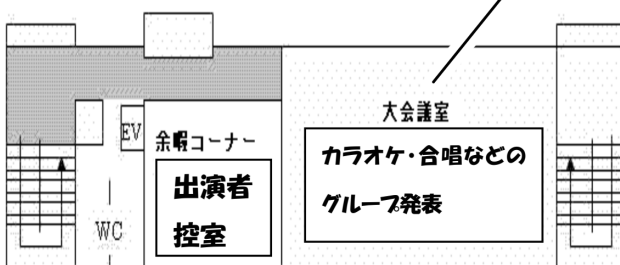 大会議室
EV
余暇コーナー
カラオケ・合唱などの
グループ発表
出演者
控室
WC